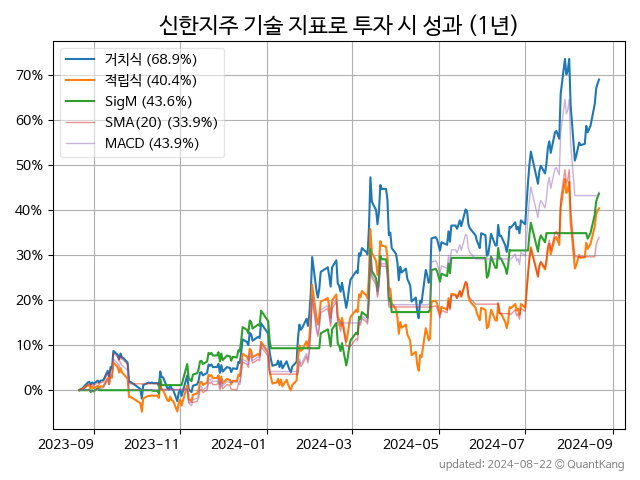 신한지주 기술 지표로 투자 시 성과 (1년)
거치식 (68.9%)
적립식 (40.4%)
SigM (43.6%)
SMA(20) (33.9%)
MACD (43.9%)
70%
60%
50%
40%
30%
20%
10%
0%
2023-09 2023-11 2024-01 2024-03 2024-05 2024-07 2024-09
updated: 2024-08-22 ⓒ QuantKang